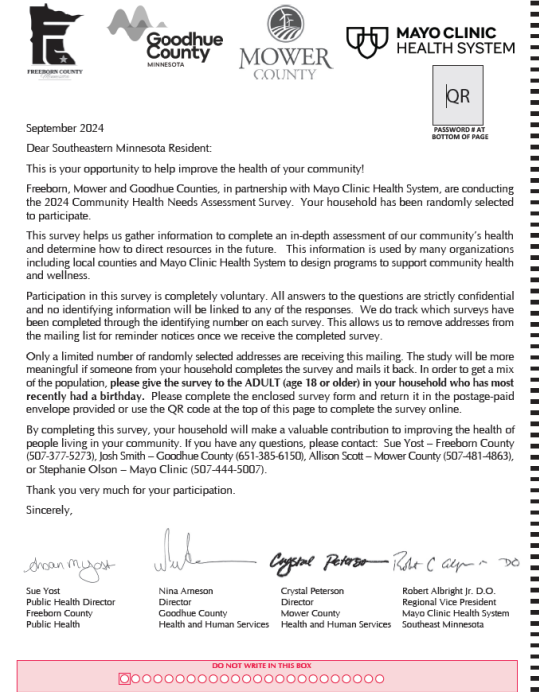 FREEBORN COUNTY
Minnesota
Goodhue
County
MINNESOTA
MOWER
COUNTY
MAYO CLINIC
HEALTH SYSTEM
QR
PASSWORD # AT
BOTTOM OF PAGE
September 2024
Dear Southeastern Minnesota Resident:
This is your opportunity to help improve the health of your community!
Freeborn, Mower and Goodhue Counties, in partnership with Mayo Clinic Health System, are conducting
the 2024 Community Health Needs Assessment Survey. Your household has been randomly selected
to participate.
This survey helps us gather information to complete an in-depth assessment of our community's health
and determine how to direct resources in the future. This information is used by many organizations
including local counties and Mayo Clinic Health System to design programs to support community health
and wellness.
Participation in this survey is completely voluntary. All answers to the questions are strictly confidential
and no identifying information will be linked to any of the responses. We do track which surveys have
been completed through the identifying number on each survey. This allows us to remove addresses from
the mailing list for reminder notices once we receive the completed survey.
Only a limited number of randomly selected addresses are receiving this mailing. The study will be more
meaningful if someone from your household completes the survey and mails it back. In order to get a mix
of the population, please give the survey to the ADULT (age 18 or older) in your household who has most
recently had a birthday. Please complete the enclosed survey form and return it in the postage-paid
envelope provided or use the QR code at the top of this page to complete the survey online.
By completing this survey, your household will make a valuable contribution to improving the health of
people living in your community. If you have any questions, please contact: Sue Yost – Freeborn County
(507-377-5273), Josh Smith – Goodhue County (651-385-6150), Allison Scott – Mower County (507-481-4863),
or Stephanie Olson – Mayo Clinic (507-444-5007).
Thank you very much for your participation.
Sincerely,
Crystal Peterson
Sue Yost Nina Arneson Crystal Peterson Robert Albright Jr. D.O.
Public Health Director Director Director Regional Vice President
Freeborn County Goodhue County Mower County Mayo Clinic Health System
Public Health Health and Human Services Health and Human Services Southeast Minnesota
DO NOT WRITE IN THIS BOX